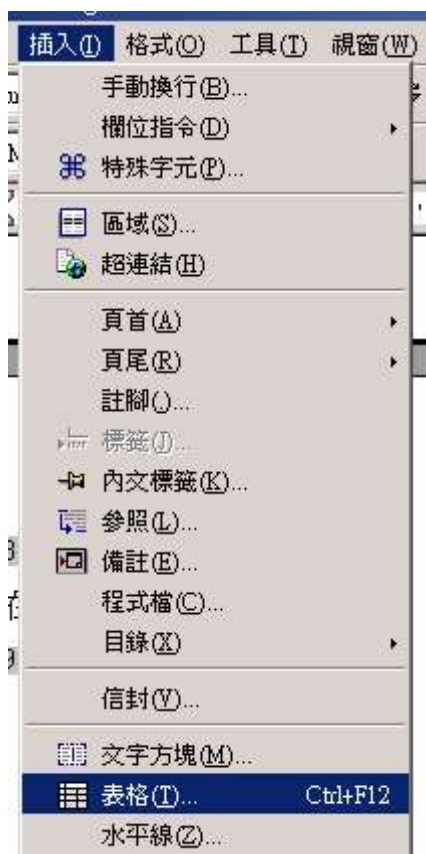 插入(I) 格式(O) 工具(T) 視窗(W)
手動換行(B)...
欄位指令(D)
特殊字元(P)...
區域(S)...
超連結(H)
頁首(A)
頁尾(R)
註腳()...
標籤(J)...
內文標籤(K)...
參照(L)...
備註(E)...
程式檔(C)...
目錄(X)
信封(V)...
文字方塊(M)...
表格(T)... Ctrl+F12
水平線(Z)...